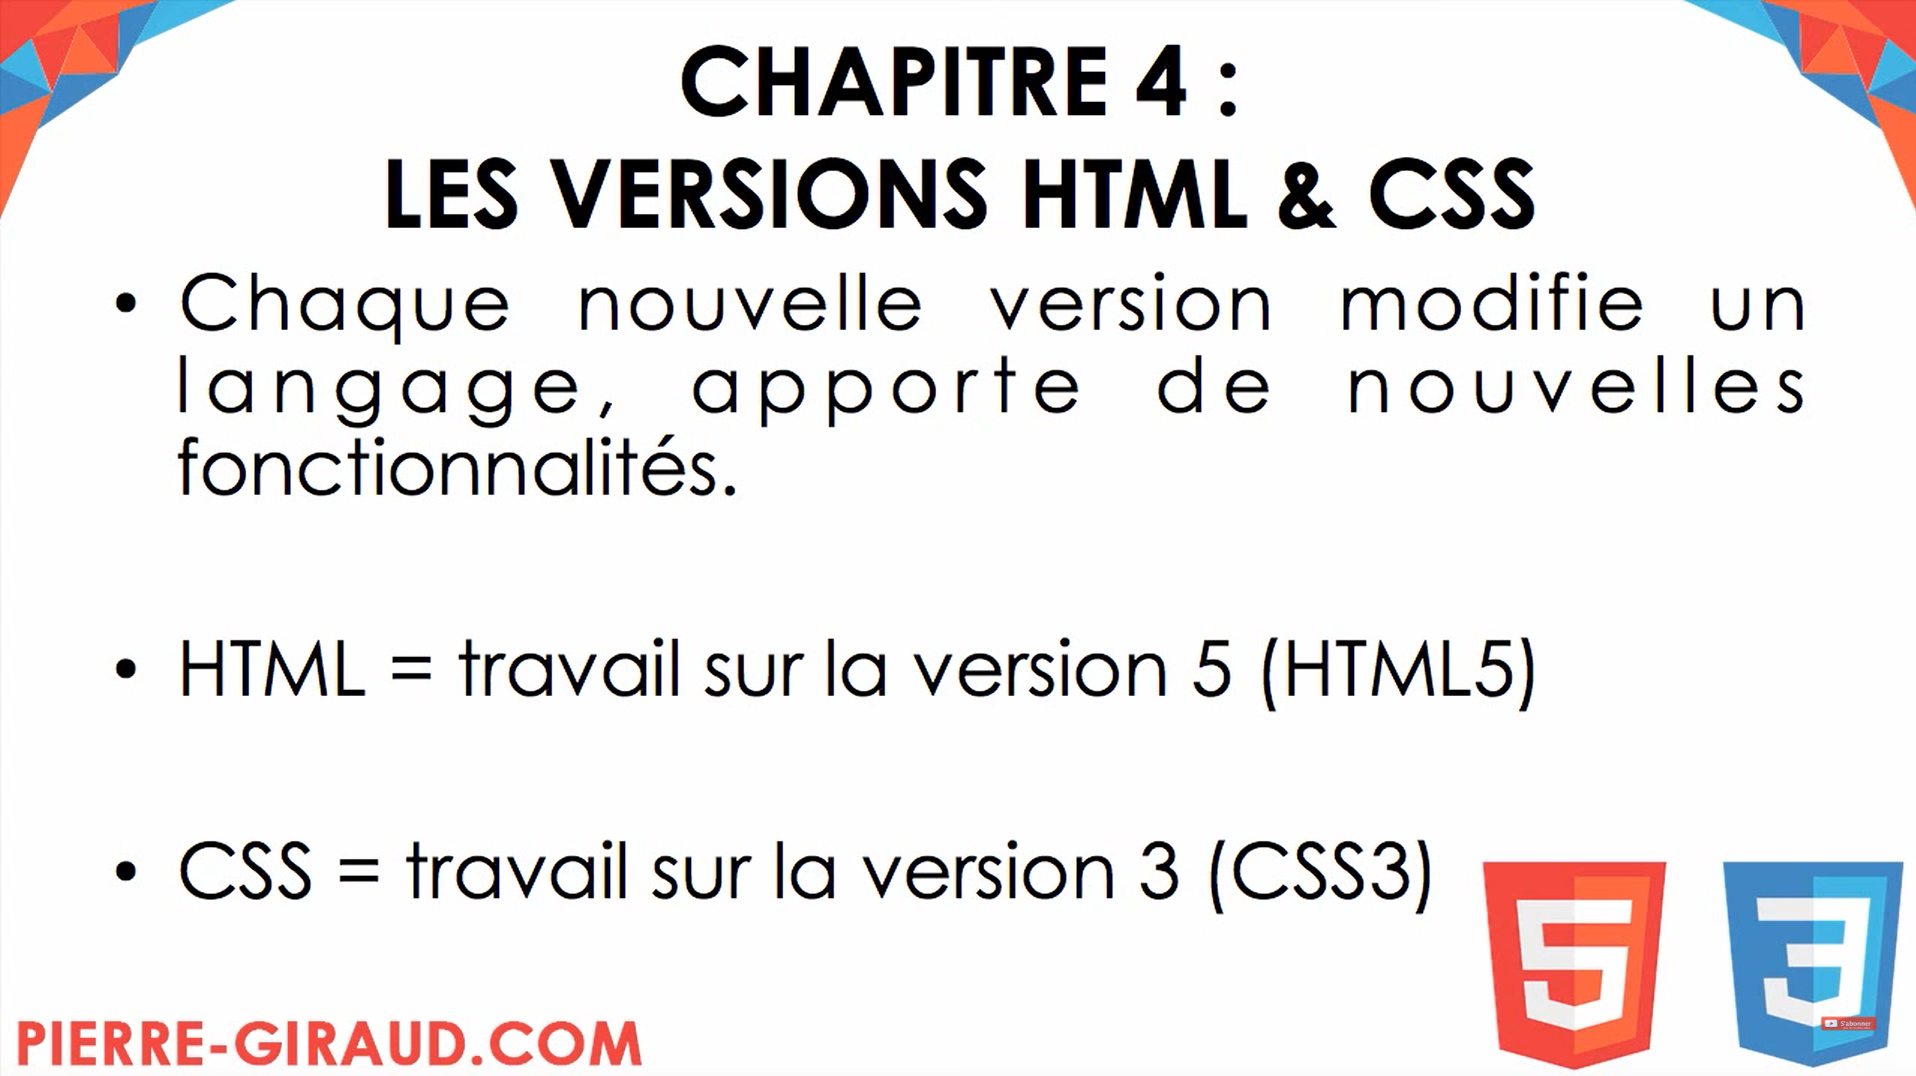 CHAPITRE 4 :
LES VERSIONS HTML & CSS
• Chaque nouvelle version modifie un
langage, apporte de nouvelles
fonctionnalités.
• HTML = travail sur la version 5 (HTML5)
• CSS = travail sur la version 3 (CSS3)
5
3
S'abonner
PIERRE-GIRAUD.COM